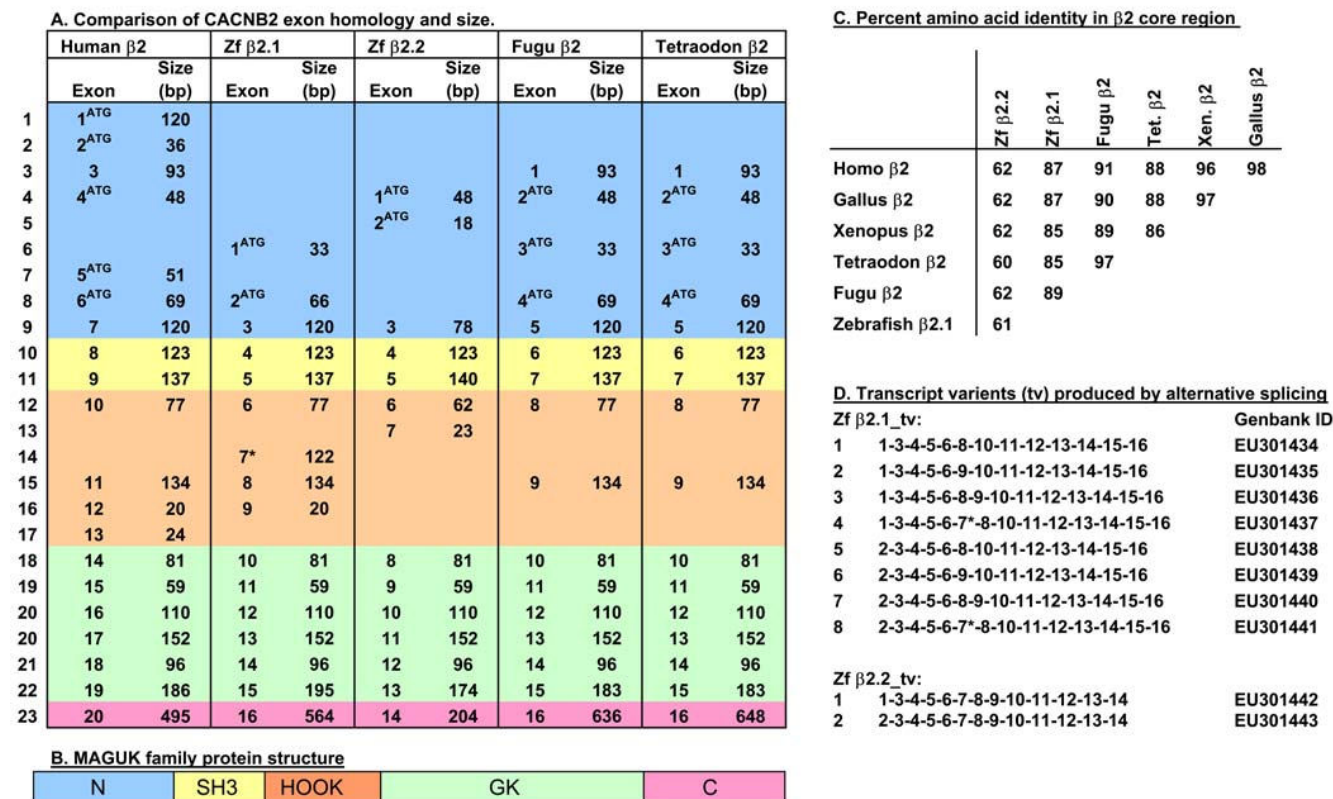 A. Comparison of CACNB2 exon homology and size.
Human β2 Zf β2.1 Zf β2.2 Fugu β2 Tetraodon β2
Size Size Size Size Size
Exon (bp) Exon (bp) Exon (bp) Exon (bp) Exon (bp)
1 1ATG 120
2 2ATG 36
3 3 93 1 93 1 93
4 4ATG 48 1ATG 48 2ATG 48 2ATG 48
5 2ATG 18
6 1ATG 33 3ATG 33 3ATG 33
7 5ATG 51
8 6ATG 69 2ATG 66 4ATG 69 4ATG 69
9 7 120 3 120 3 78 5 120 5 120
10 8 123 4 123 4 123 6 123 6 123
11 9 137 5 137 5 140 7 137 7 137
12 10 77 6 77 6 62 8 77 8 77
13 7 23
14 7* 122
15 11 134 8 134 9 134 9 134
16 12 20 9 20
17 13 24
18 14 81 10 81 8 81 10 81 10 81
19 15 59 11 59 9 59 11 59 11 59
20 16 110 12 110 10 110 12 110 12 110
20 17 152 13 152 11 152 13 152 13 152
21 18 96 14 96 12 96 14 96 14 96
22 19 186 15 195 13 174 15 183 15 183
23 20 495 16 564 14 204 16 636 16 648
B. MAGUK family protein structure
N SH3 HOOK GK C
C. Percent amino acid identity in β2 core region
Zf β2.2 Zf β2.1 Fugu β2 Tet. β2 Xen. β2 Gallus β2
Homo β2 62 87 91 88 96 98
Gallus β2 62 87 90 88 97
Xenopus β2 62 85 89 86
Tetraodon β2 60 85 97
Fugu β2 62 89
Zebrafish β2.1 61
D. Transcript varients (tv) produced by alternative splicing
Zf β2.1_tv: Genbank ID
1 1-3-4-5-6-8-10-11-12-13-14-15-16 EU301434
2 1-3-4-5-6-9-10-11-12-13-14-15-16 EU301435
3 1-3-4-5-6-8-9-10-11-12-13-14-15-16 EU301436
4 1-3-4-5-6-7*-8-10-11-12-13-14-15-16 EU301437
5 2-3-4-5-6-8-10-11-12-13-14-15-16 EU301438
6 2-3-4-5-6-9-10-11-12-13-14-15-16 EU301439
7 2-3-4-5-6-8-9-10-11-12-13-14-15-16 EU301440
8 2-3-4-5-6-7*-8-10-11-12-13-14-15-16 EU301441
Zf β2.2_tv:
1 1-3-4-5-6-7-8-9-10-11-12-13-14 EU301442
2 2-3-4-5-6-7-8-9-10-11-12-13-14 EU301443